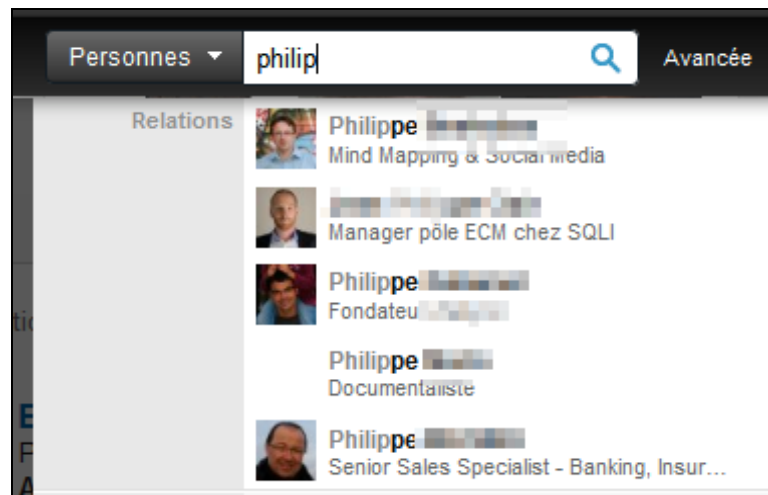 Personnes
philip
Avancée
Relations
Philippe
Mind Mapping & Social Media
Manager pôle ECM chez SQLI
Philippe
Fondateu
Philippe
Documentaliste
Philippe
Senior Sales Specialist - Banking, Insur...